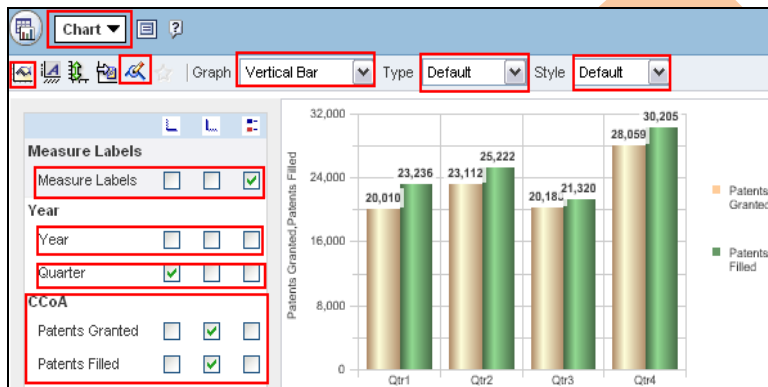 Chart
Graph Vertical Bar Type Default Style Default
Measure Labels
Measure Labels
Year
Year
Quarter
CCoA
Patents Granted
Patents Filled
Patents Granted,Patents Filled
32,000
24,000
16,000
8,000
0
20,010
23,236
23,112
25,222
21,320
28,059
30,205
Qtr1 Qtr2 Qtr3 Qtr4
Patents
Granted
Patents
Filled